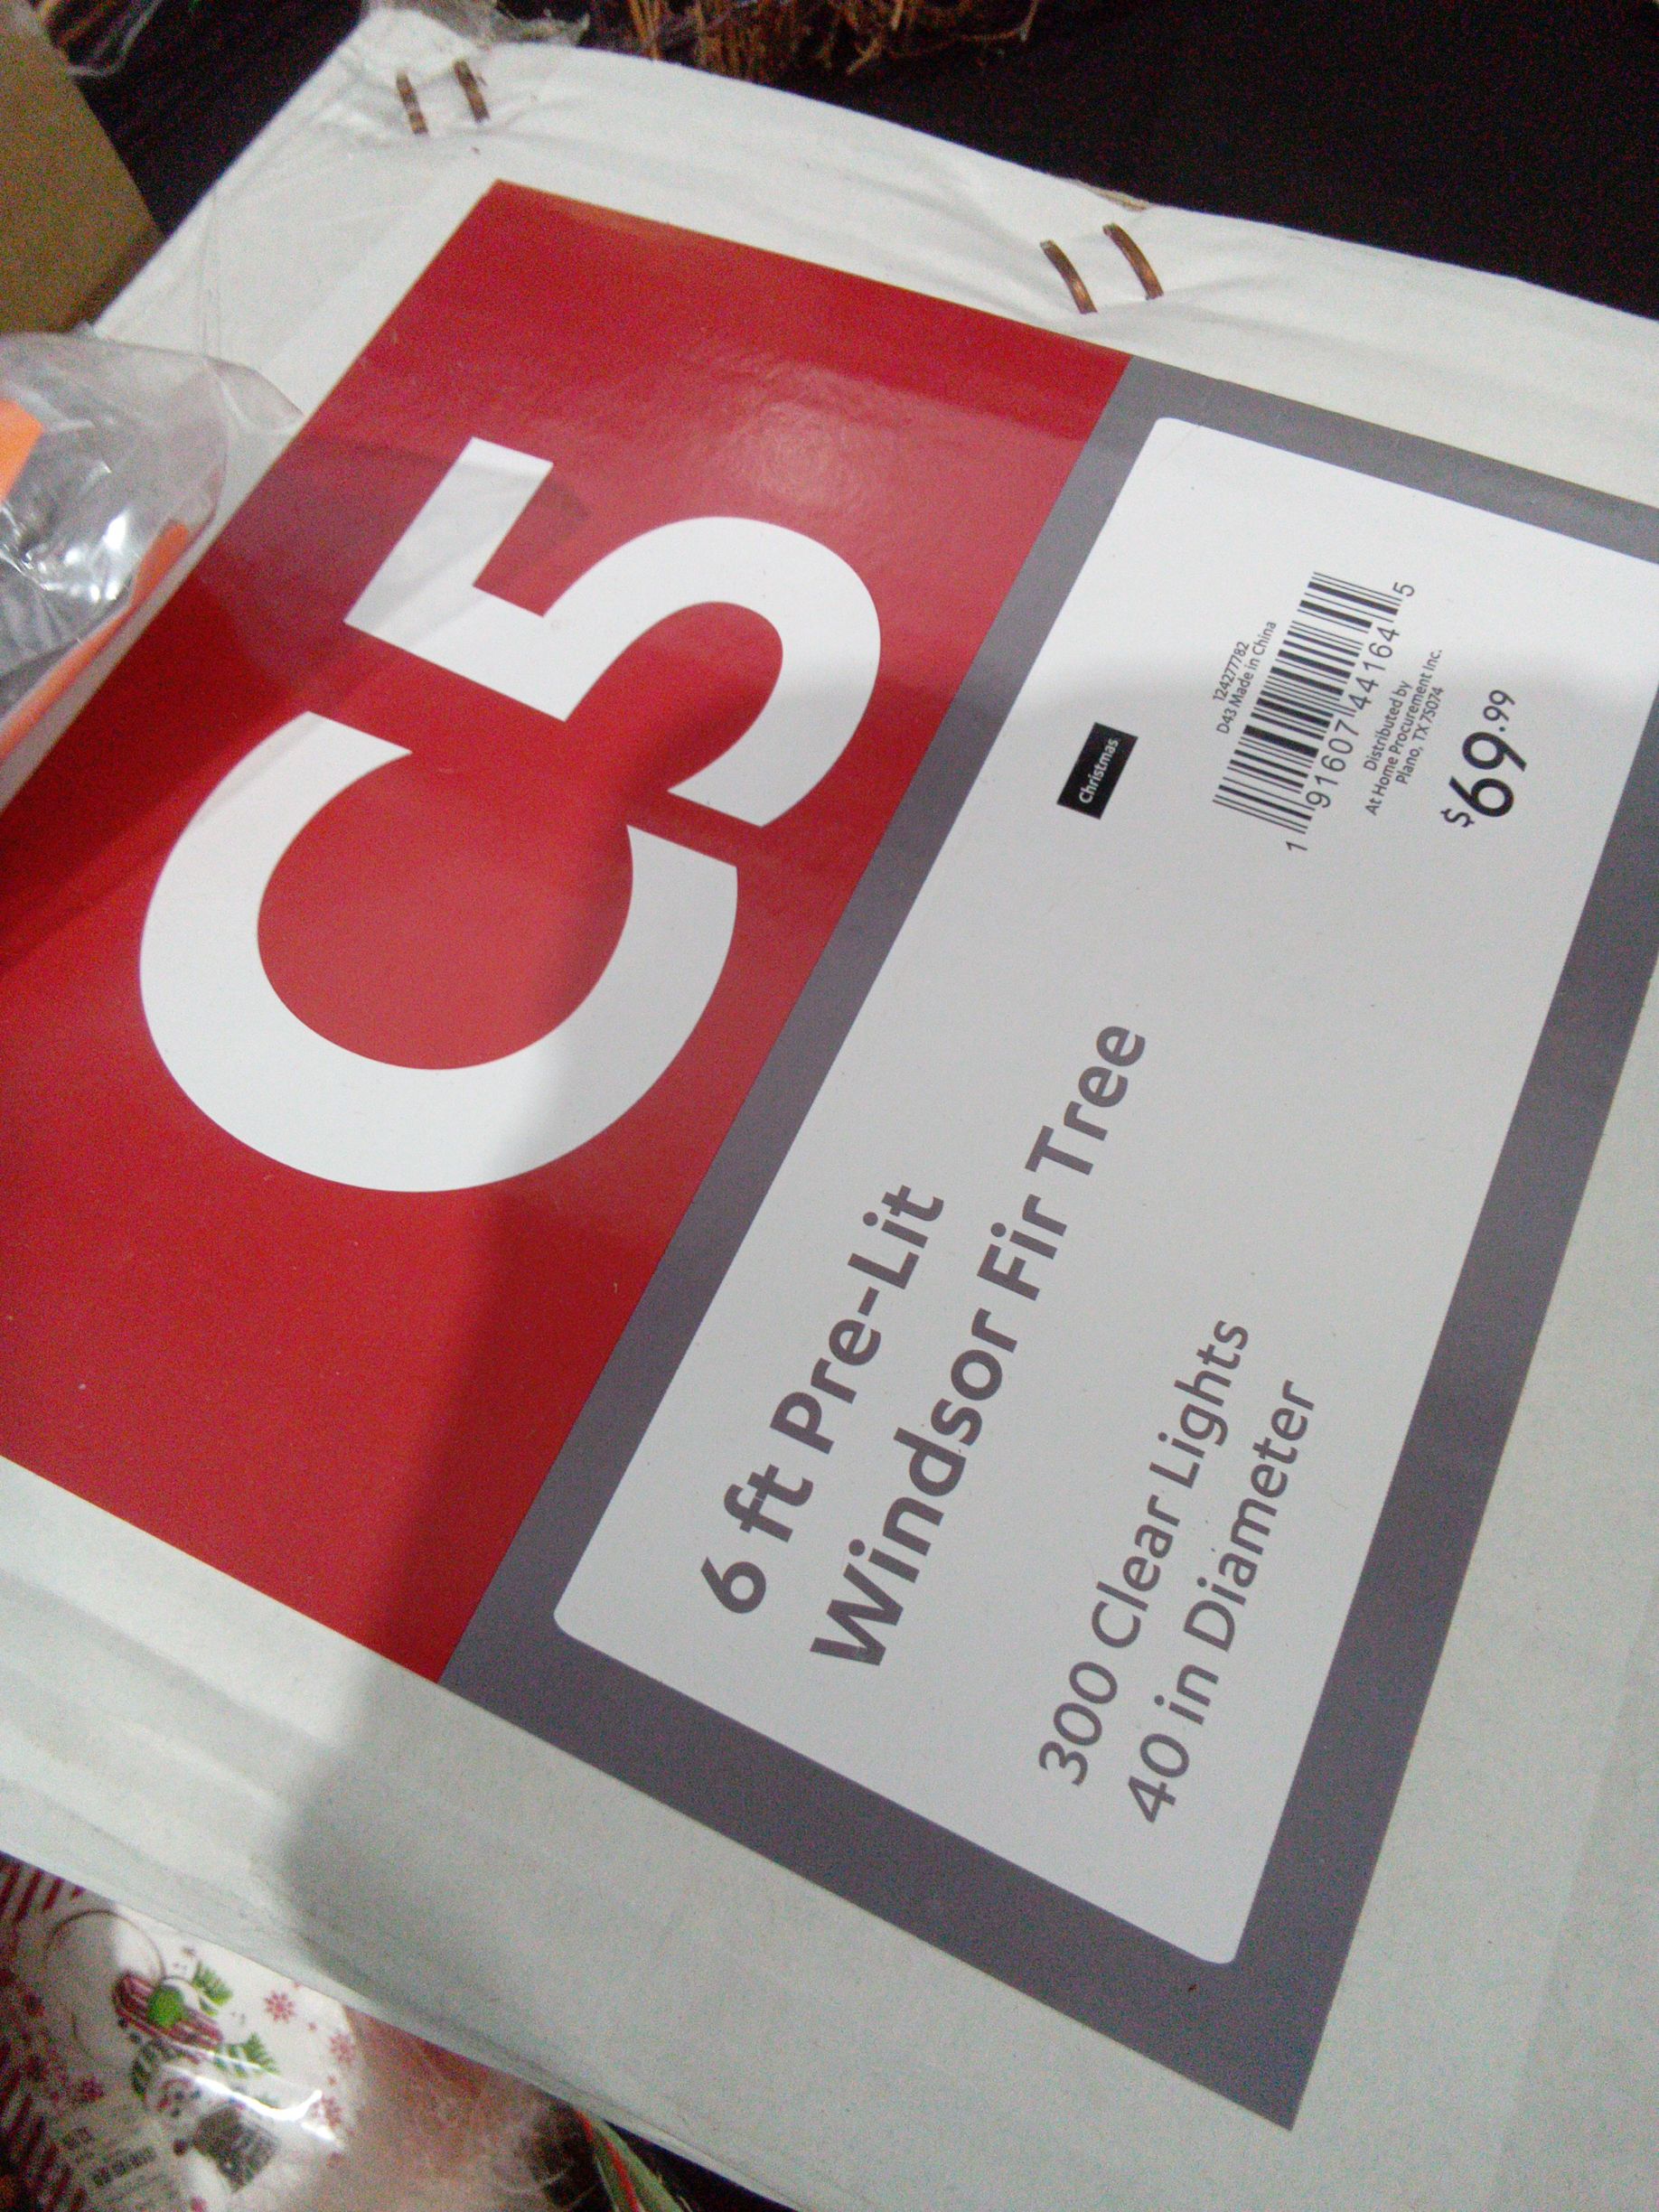 C5
6 ft Pre-Lit
Windsor Fir Tree
300 Clear Lights
40 in Diameter
Christmas
124277782
D43 Made in China
1 91607 44164 5
Distributed by
At Home Procurement Inc.
Plano, TX 75074
$69.99